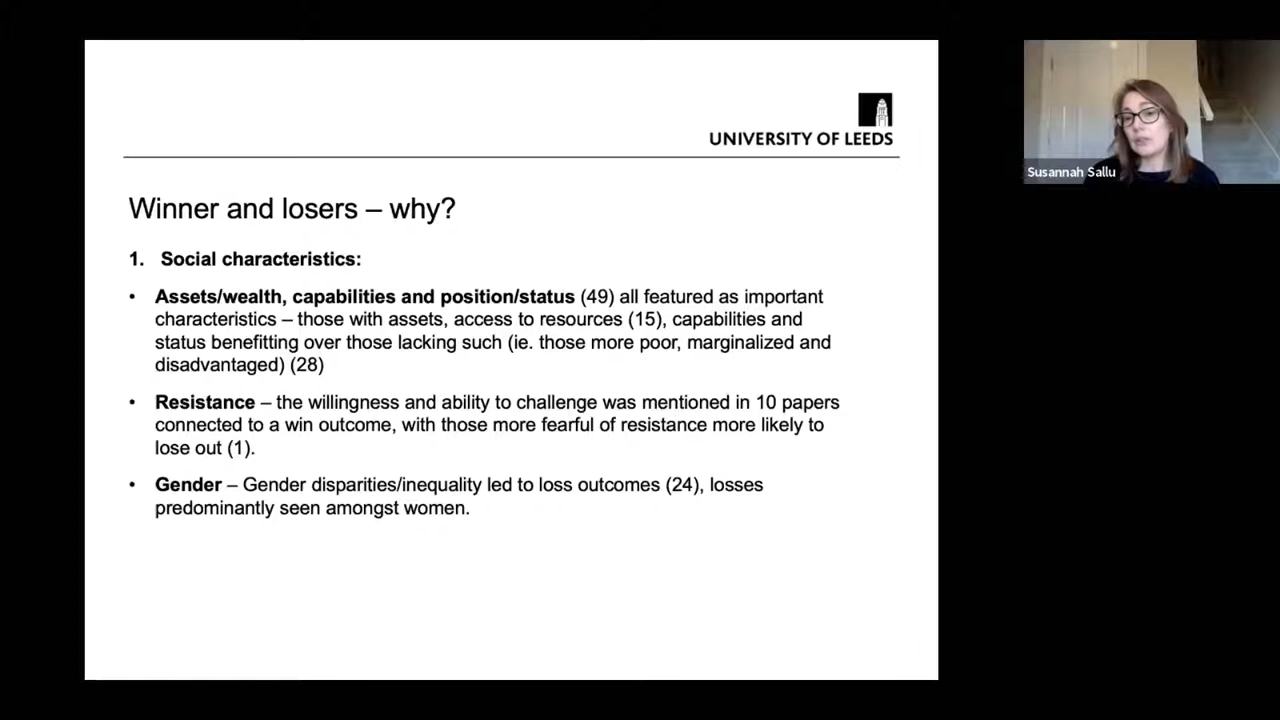 UNIVERSITY OF LEEDS
Susannah Sallu
Winner and losers – why?
1. Social characteristics:
• Assets/wealth, capabilities and position/status (49) all featured as important
characteristics – those with assets, access to resources (15), capabilities and
status benefitting over those lacking such (ie. those more poor, marginalized and
disadvantaged) (28)
• Resistance – the willingness and ability to challenge was mentioned in 10 papers
connected to a win outcome, with those more fearful of resistance more likely to
lose out (1).
• Gender – Gender disparities/inequality led to loss outcomes (24), losses
predominantly seen amongst women.